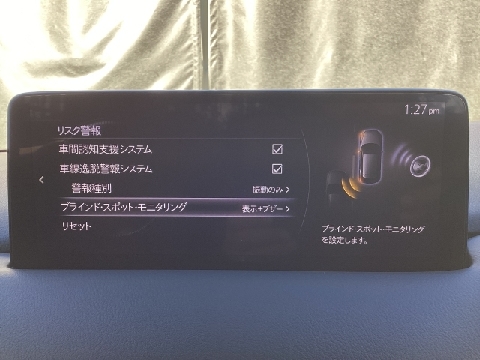 1:27pm
リスク警報
車間認知支援システム
車線逸脱警報システム
警報種別 振動のみ
ブラインド・スポット・モニタリング 表示+ブザー
リセット
ブラインド・スポット・モニタリング
を設定します。